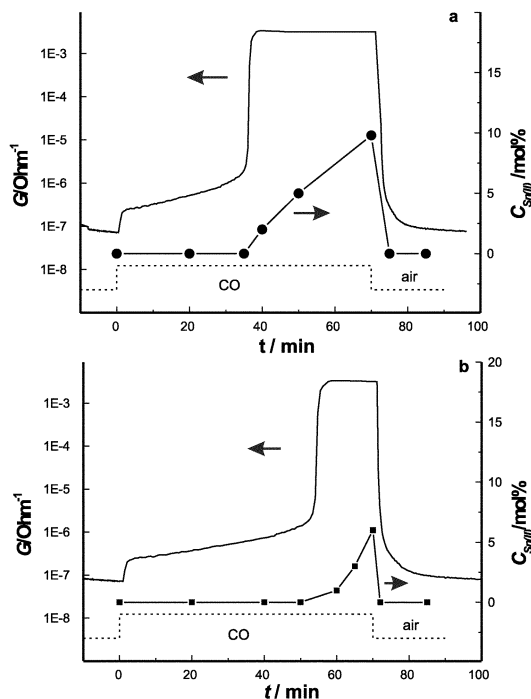 a
1E-3
1E-4
1E-5
1E-6
1E-7
1E-8
G/Ohm-1
15
10
5
0
CSn(II) /mol%
CO
air
0 20 40 60 80 100
t / min
b
20
1E-3
1E-4
1E-5
1E-6
1E-7
1E-8
G/Ohm-1
15
10
5
0
CSn(II) /mol%
CO
air
0 20 40 60 80 100
t / min